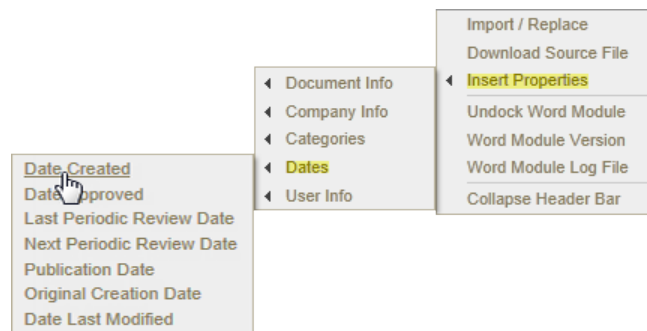 Import / Replace
Download Source File
Insert Properties
Undock Word Module
Word Module Version
Word Module Log File
Collapse Header Bar
Document Info
Company Info
Categories
Dates
User Info
Date Created
Date Approved
Last Periodic Review Date
Next Periodic Review Date
Publication Date
Original Creation Date
Date Last Modified